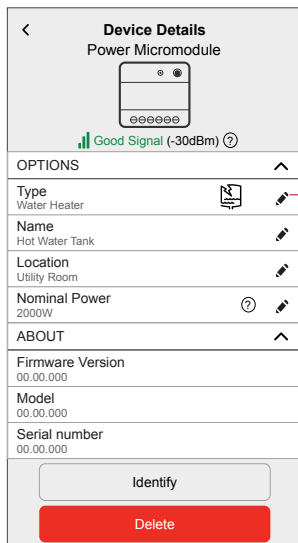 Device Details
Power Micromodule
Good Signal (-30dBm) ?
OPTIONS
Type
Water Heater
Name
Hot Water Tank
Location
Utility Room
Nominal Power
2000W
?
ABOUT
Firmware Version
00.00.000
Model
00.00.000
Serial number
00.00.000
Identify
Delete